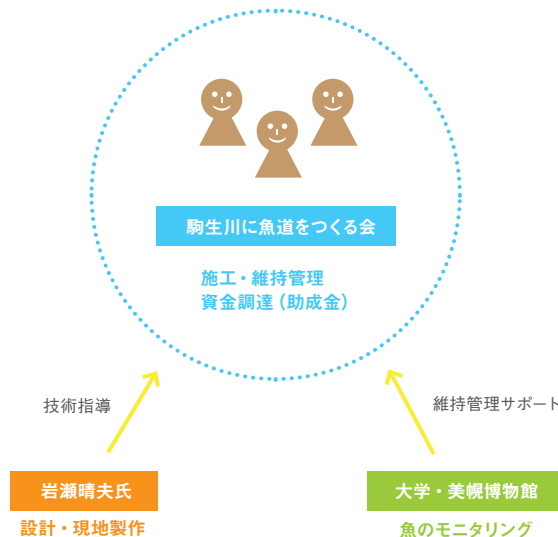 駒生川に魚道をつくる会
施工・維持管理
資金調達（助成金）
技術指導
維持管理サポート
岩瀬晴夫氏
大学・美幌博物館
設計・現地製作
魚のモニタリング